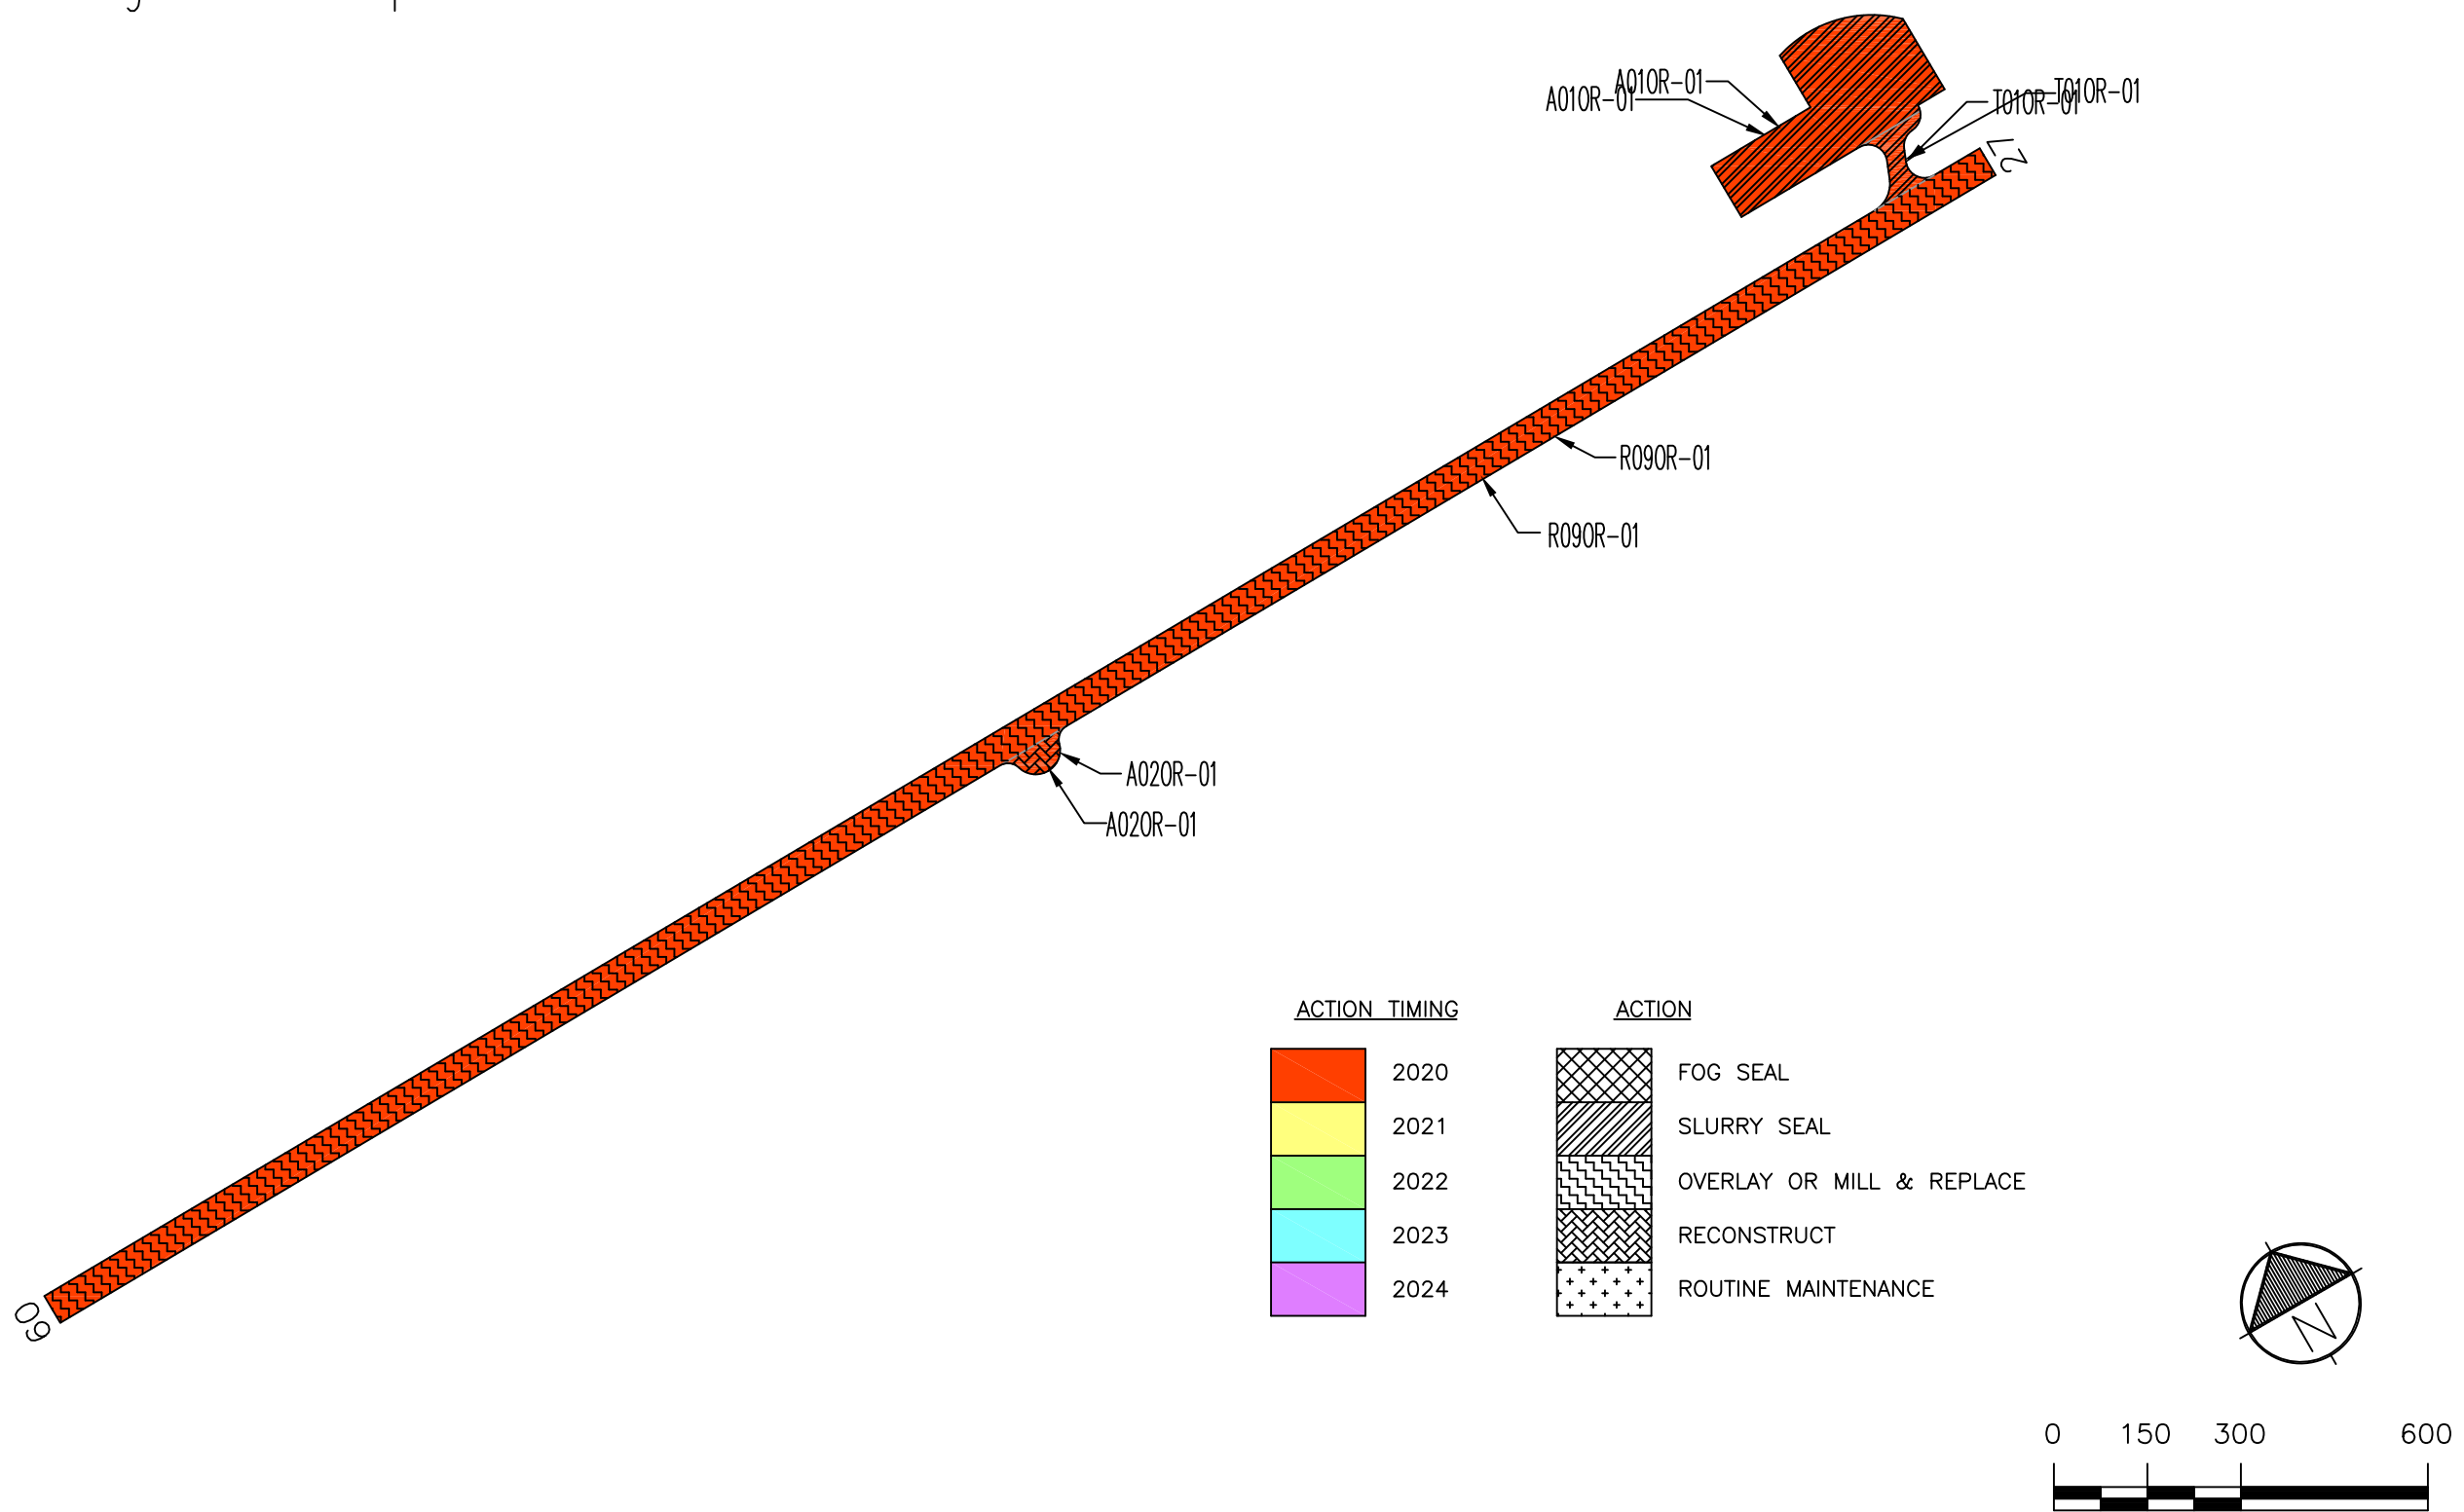 A010R-01
A010R-01
T010R-01
T010R-01
27
R090R-01
R090R-01
A020R-01
A020R-01
09
ACTION TIMING
2020
2021
2022
2023
2024
ACTION
FOG SEAL
SLURRY SEAL
OVERLAY OR MILL & REPLACE
RECONSTRUCT
ROUTINE MAINTENANCE
N
0 150 300 600